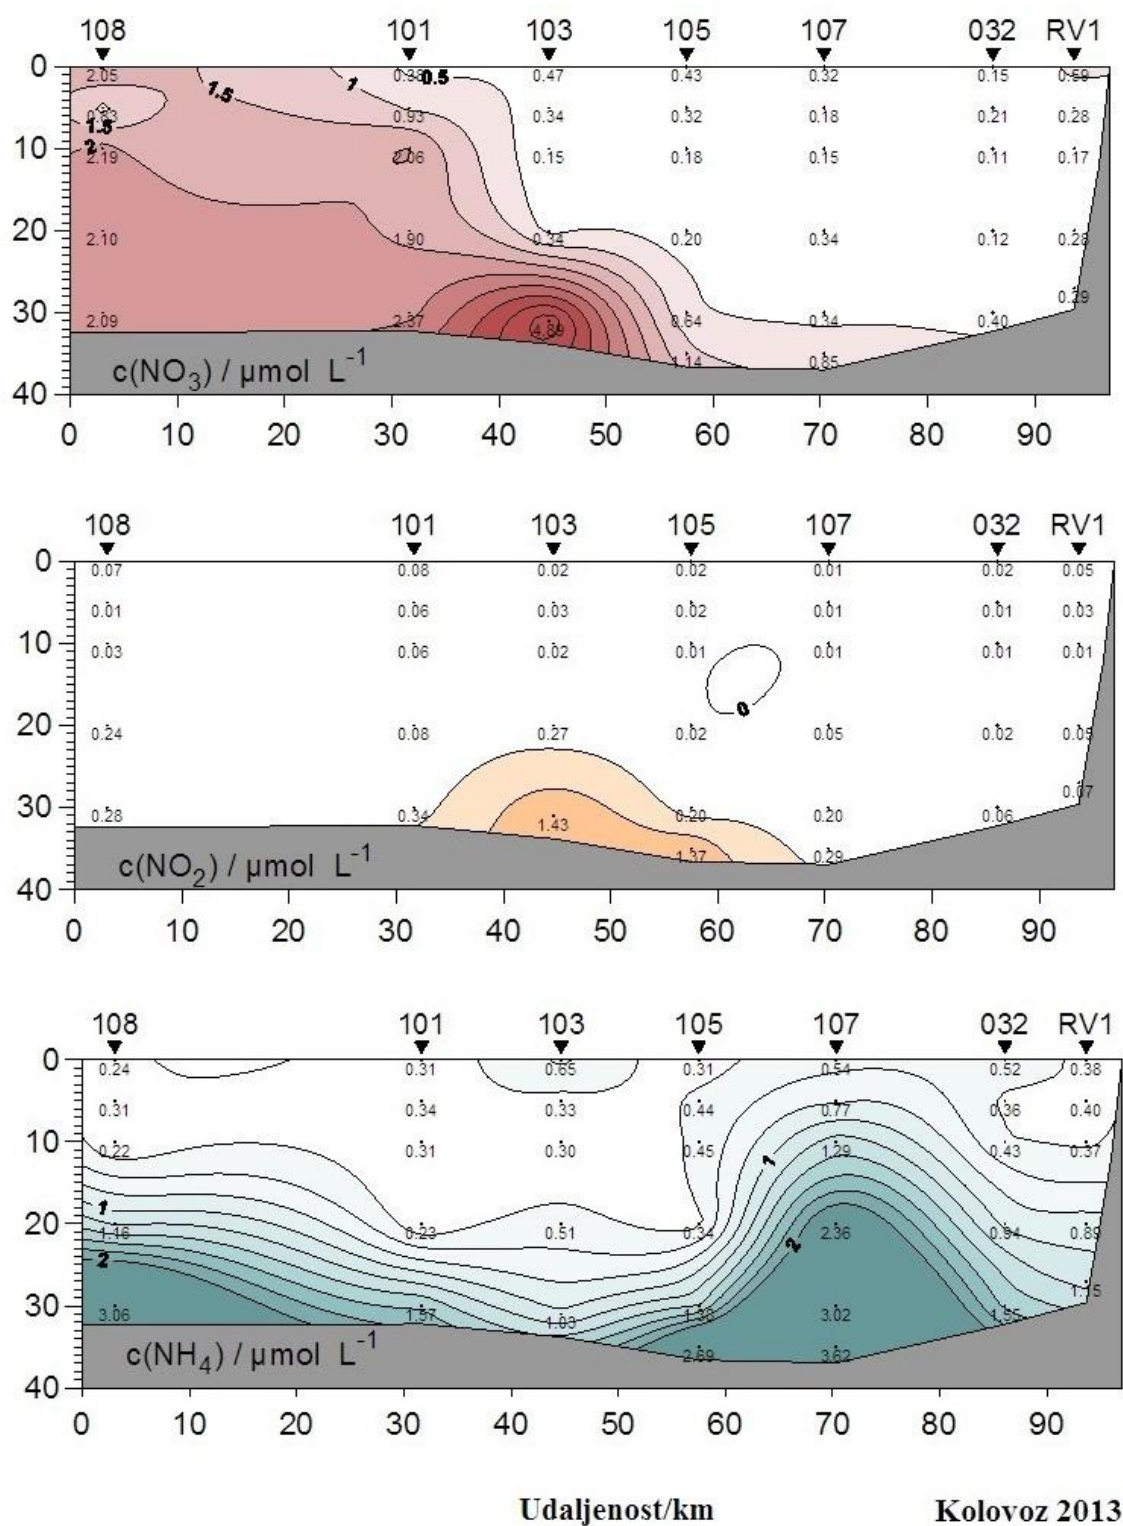 108 101 103 105 107 032 RV1
0 2.05 0.47 0.43 0.32 0.15 0.59
1.5 1 0.5
0.93 0.34 0.32 0.18 0.21 0.28
1.5
2
10 2.19 2.06 0.15 0.18 0.15 0.11 0.17
20 2.10 1.90 0.34 0.20 0.34 0.12 0.28
0.29
30 2.09 2.37 4.89 0.64 0.34 0.40
1.14 0.85
c(NO3) / µmol L-1
40
0 10 20 30 40 50 60 70 80 90
108 101 103 105 107 032 RV1
0 0.07 0.08 0.02 0.02 0.01 0.02 0.05
0.01 0.06 0.03 0.02 0.01 0.01 0.03
10 0.03 0.06 0.02 0.01 0.01 0.01 0.01
0
20 0.24 0.08 0.27 0.02 0.05 0.02 0.05
0.07
30 0.28 0.34 1.43 0.20 0.20 0.06
1.37 0.29
c(NO2) / µmol L-1
40
0 10 20 30 40 50 60 70 80 90
108 101 103 105 107 032 RV1
0 0.24 0.31 0.65 0.31 0.54 0.52 0.38
0.31 0.34 0.33 0.44 0.77 0.36 0.40
10 0.22 0.31 0.30 0.45 1.29 0.43 0.37
1 1
20 1.16 0.23 0.51 0.34 2.36 0.94 0.89
2 2
1.15
30 3.06 1.57 1.03 1.38 3.02 1.55
2.69 3.62
c(NH4) / µmol L-1
40
0 10 20 30 40 50 60 70 80 90
Udaljenost/km Kolovoz 2013